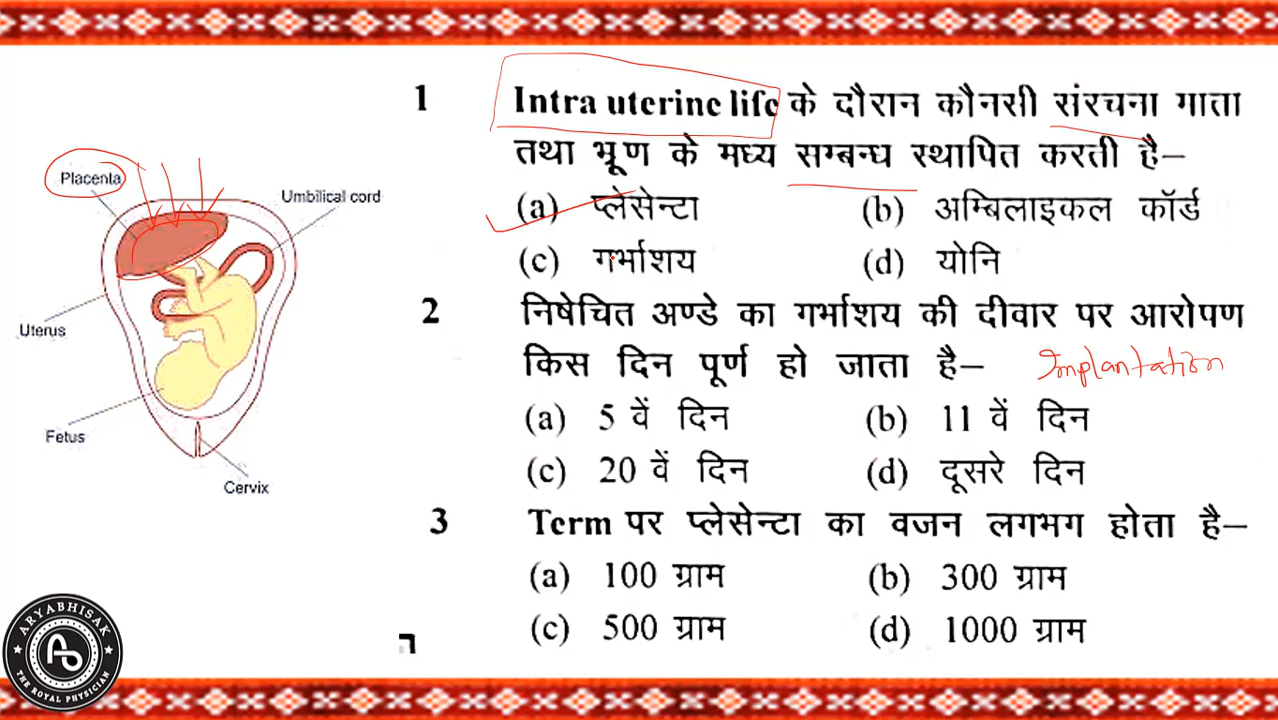 1 Intra uterine life के दौरान कौनसी संरचना माता
तथा भ्रूण के मध्य सम्बन्ध स्थापित करती है–
(a) प्लेसेन्टा (b) अम्बिलाइकल कॉर्ड
(c) गर्भाशय (d) योनि
2 निषेचित अण्डे का गर्भाशय की दीवार पर आरोपण
किस दिन पूर्ण हो जाता है– Implantation
(a) 5 वें दिन (b) 11 वें दिन
(c) 20 वें दिन (d) दूसरे दिन
3 Term पर प्लेसेन्टा का वजन लगभग होता है–
(a) 100 ग्राम (b) 300 ग्राम
(c) 500 ग्राम (d) 1000 ग्राम
Placenta
Umbilical cord
Uterus
Fetus
Cervix
ARYABHISAK
THE ROYAL PHYSICIAN